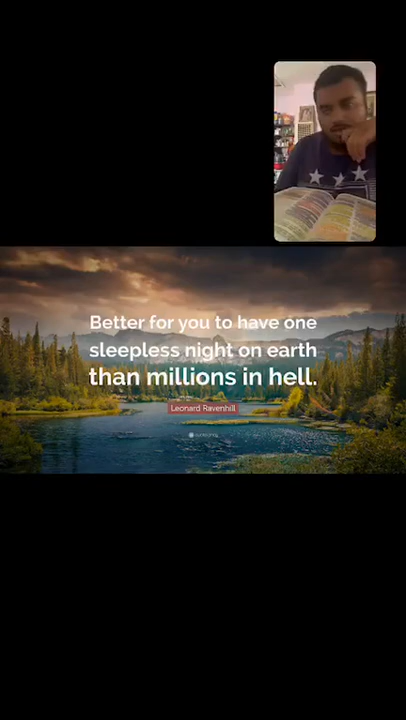 Better for you to have one
sleepless night on earth
than millions in hell.
Leonard Ravenhill